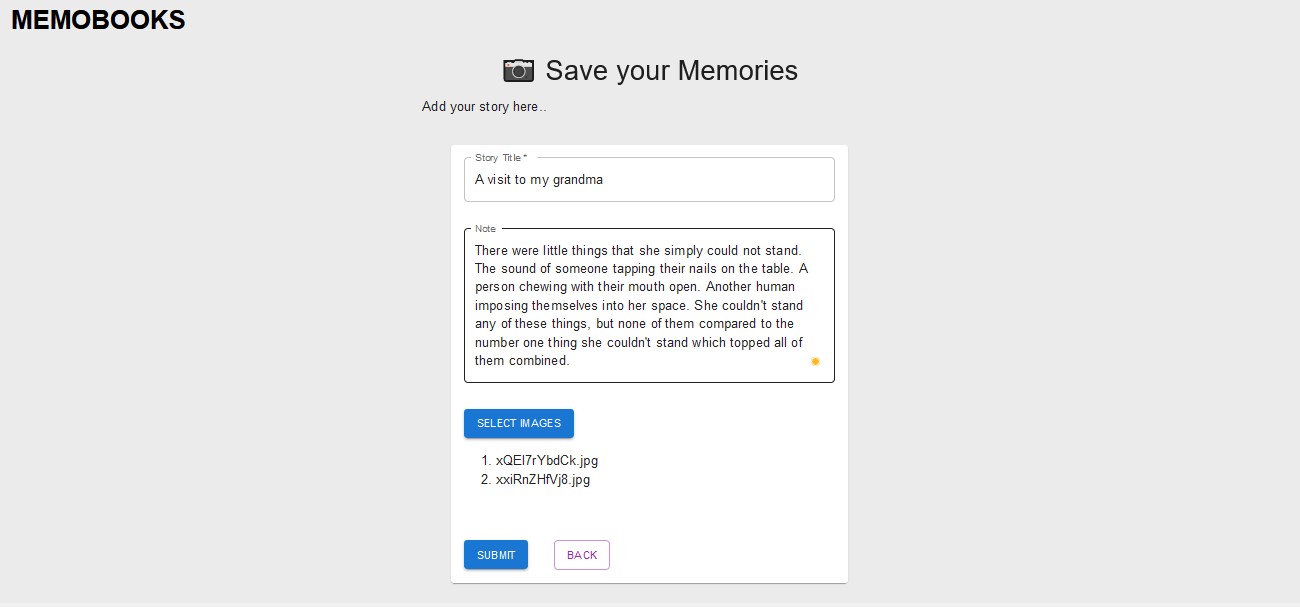 MEMOBOOKS
Save your Memories
Add your story here..
Story Title *
A visit to my grandma
Note
There were little things that she simply could not stand.
The sound of someone tapping their nails on the table. A
person chewing with their mouth open. Another human
imposing themselves into her space. She couldn't stand
any of these things, but none of them compared to the
number one thing she couldn't stand which topped all of
them combined.
SELECT IMAGES
1. xQEl7rYbdCk.jpg
2. xxiRnZHfVj8.jpg
SUBMIT BACK